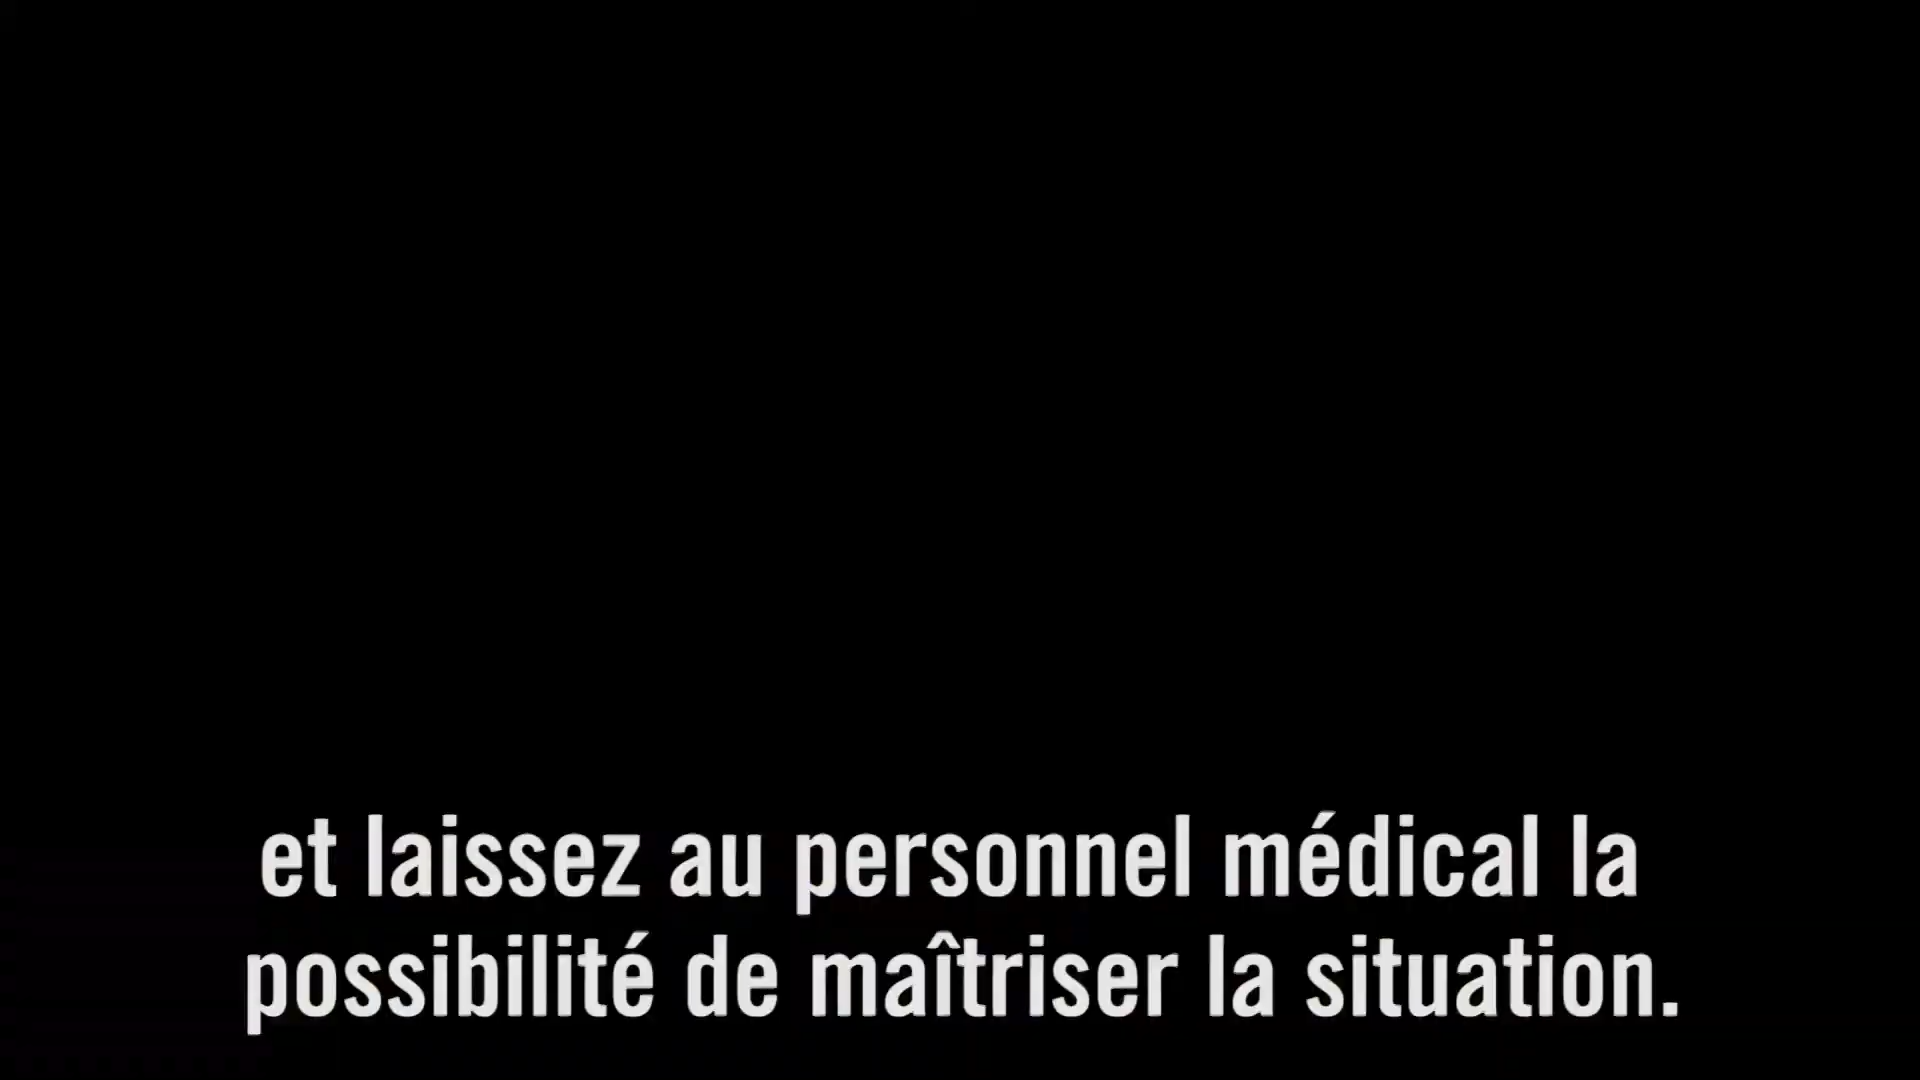 et laissez au personnel médical la
possibilité de maîtriser la situation.